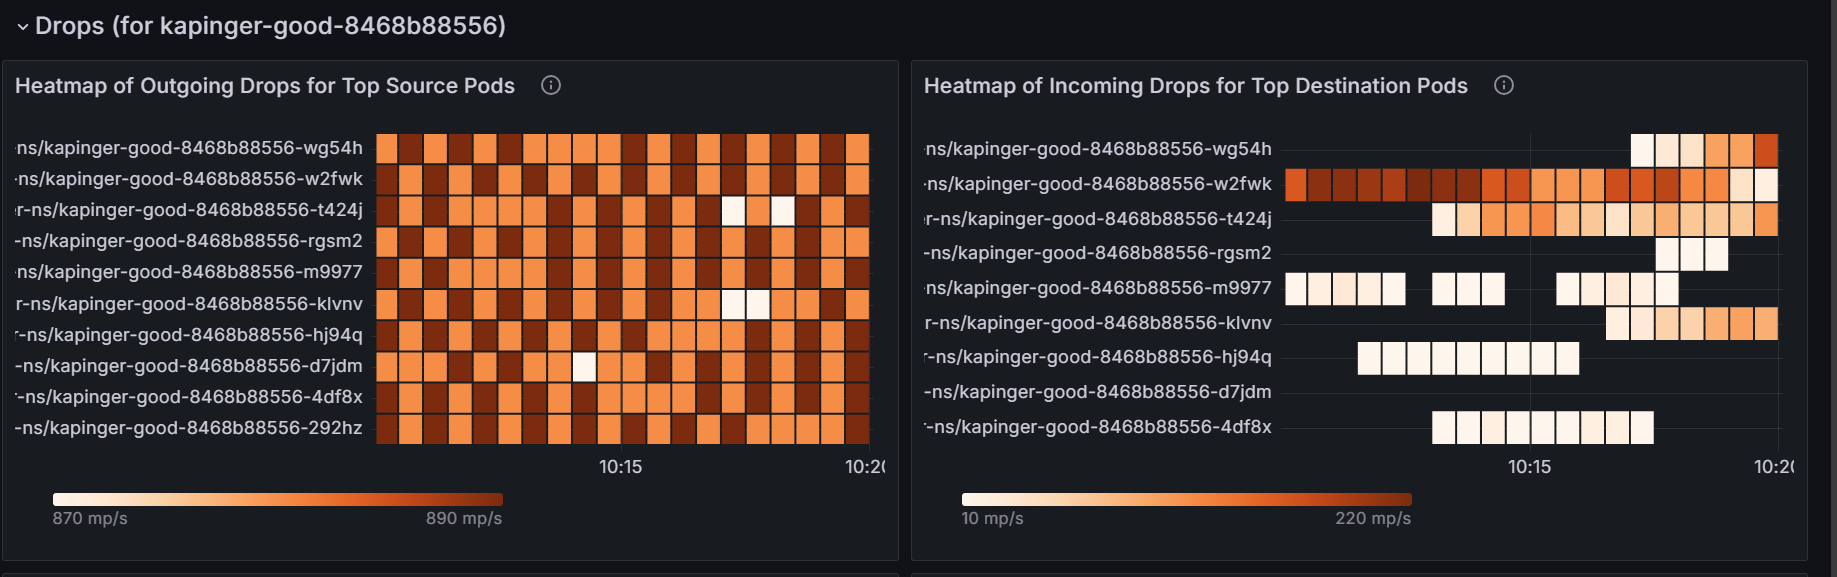 Drops (for kapinger-good-8468b88556)
Heatmap of Outgoing Drops for Top Source Pods
-ns/kapinger-good-8468b88556-wg54h
-ns/kapinger-good-8468b88556-w2fwk
r-ns/kapinger-good-8468b88556-t424j
-ns/kapinger-good-8468b88556-rgsm2
-ns/kapinger-good-8468b88556-m9977
r-ns/kapinger-good-8468b88556-klvnv
r-ns/kapinger-good-8468b88556-hj94q
-ns/kapinger-good-8468b88556-d7jdm
-ns/kapinger-good-8468b88556-4df8x
-ns/kapinger-good-8468b88556-292hz
10:15
10:20
870 mp/s
890 mp/s
Heatmap of Incoming Drops for Top Destination Pods
-ns/kapinger-good-8468b88556-wg54h
-ns/kapinger-good-8468b88556-w2fwk
r-ns/kapinger-good-8468b88556-t424j
-ns/kapinger-good-8468b88556-rgsm2
-ns/kapinger-good-8468b88556-m9977
r-ns/kapinger-good-8468b88556-klvnv
r-ns/kapinger-good-8468b88556-hj94q
-ns/kapinger-good-8468b88556-d7jdm
-ns/kapinger-good-8468b88556-4df8x
10:15
10:20
10 mp/s
220 mp/s